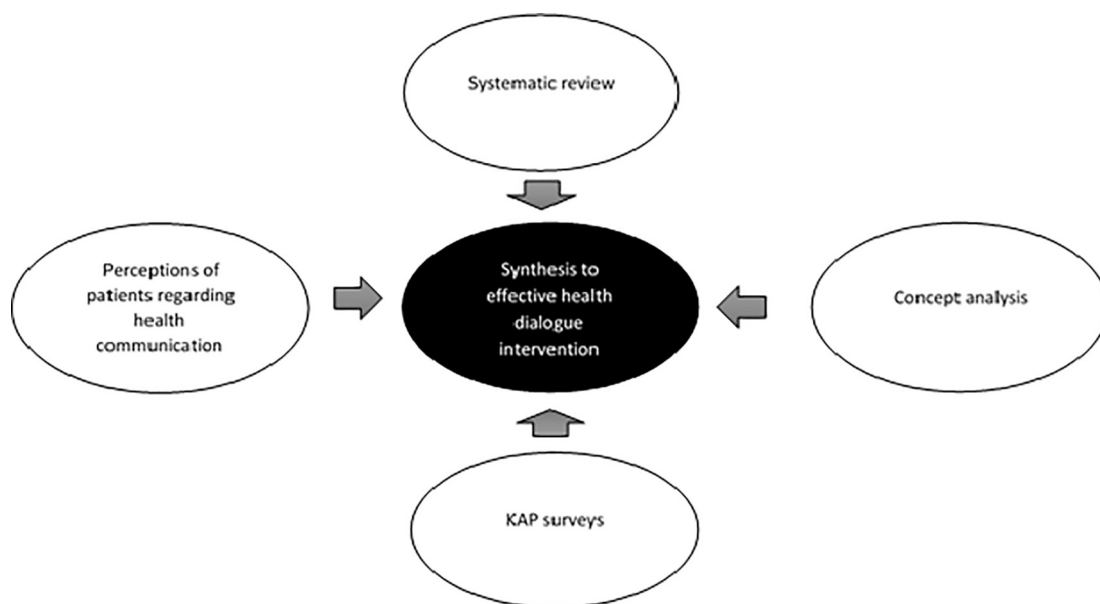 Systematic review
Perceptions of
patients regarding
health
communication
Synthesis to
effective health
dialogue
intervention
Concept analysis
KAP surveys